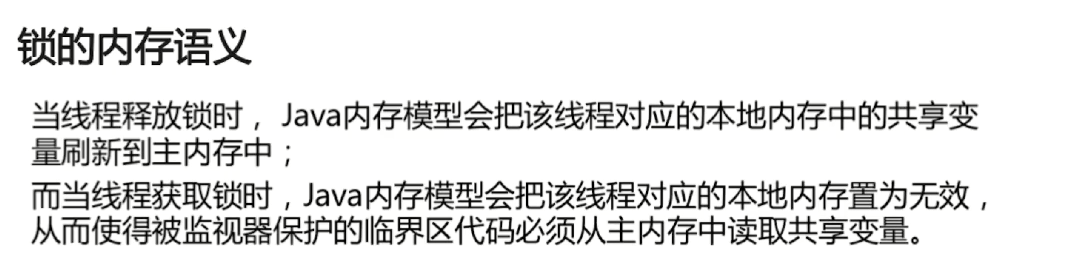 锁的内存语义
当线程释放锁时，Java内存模型会把该线程对应的本地内存中的共享变
量刷新到主内存中；
而当线程获取锁时，Java内存模型会把该线程对应的本地内存置为无效，
从而使得被监视器保护的临界区代码必须从主内存中读取共享变量。